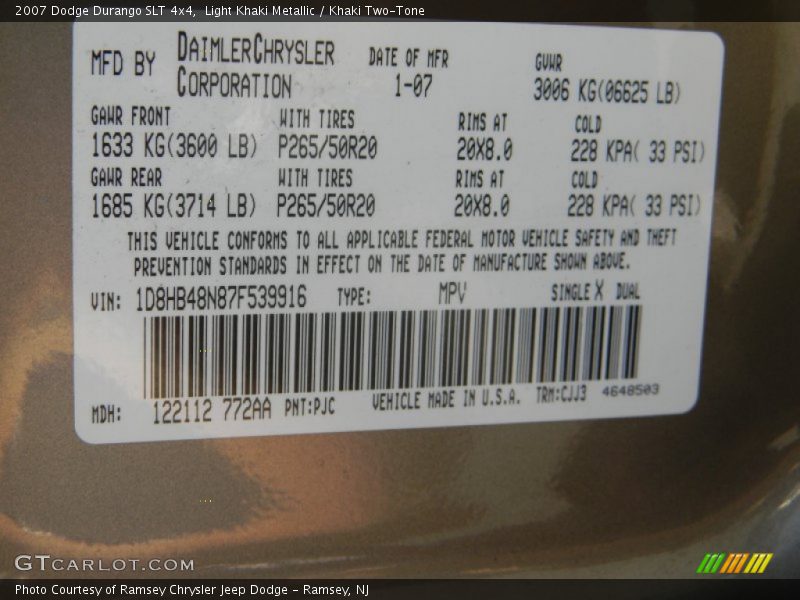 2007 Dodge Durango SLT 4x4,  Light Khaki Metallic / Khaki Two-Tone
MFD BY DAIMLERCHRYSLER CORPORATION DATE OF MFR 1-07 GVWR 3006 KG(06625 LB)
GAWR FRONT WITH TIRES RIMS AT COLD
1633 KG(3600 LB) P265/50R20 20X8.0 228 KPA( 33 PSI)
GAWR REAR WITH TIRES RIMS AT COLD
1685 KG(3714 LB) P265/50R20 20X8.0 228 KPA( 33 PSI)
THIS VEHICLE CONFORMS TO ALL APPLICABLE FEDERAL MOTOR VEHICLE SAFETY AND THEFT
PREVENTION STANDARDS IN EFFECT ON THE DATE OF MANUFACTURE SHOWN ABOVE.
VIN: 1D8HB48N87F539916 TYPE: MPV SINGLE X DUAL
MDH: 122112 772AA PNT:PJC VEHICLE MADE IN U.S.A. TRM:CJJ3 4648503
GTCARLOT.COM
Photo Courtesy of Ramsey Chrysler Jeep Dodge - Ramsey, NJ